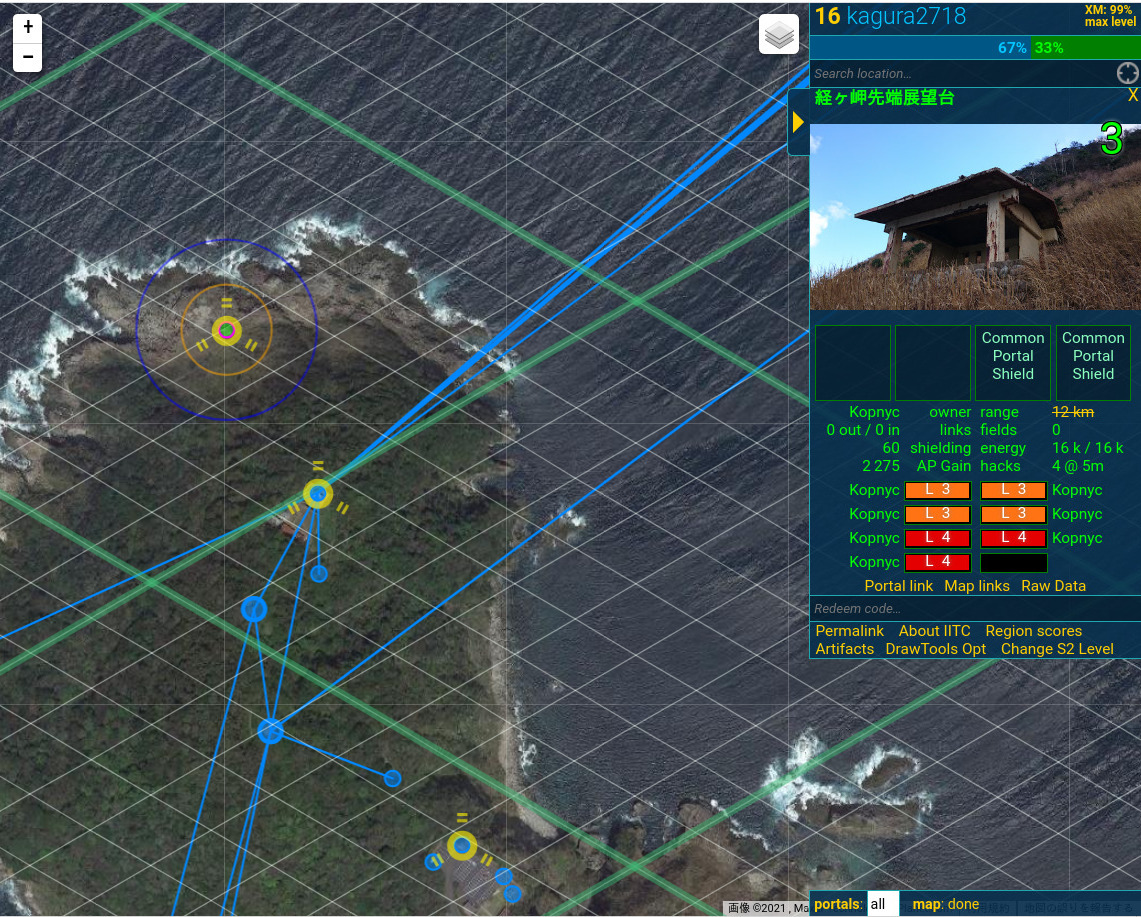 +
−
16 kagura2718
XM: 99%
max level
67% 33%
Search location...
経ヶ岬先端展望台
X
3
Common Portal Shield
Common Portal Shield
Kopnyc owner range 12 km
0 out / 0 in links fields 0
60 shielding energy 16 k / 16 k
2 275 AP Gain hacks 4 @ 5m
Kopnyc L 3 L 3 Kopnyc
Kopnyc L 3 L 3 Kopnyc
Kopnyc L 4 L 4 Kopnyc
Kopnyc L 4
Portal link Map links Raw Data
Redeem code...
Permalink About IITC Region scores
Artifacts DrawTools Opt Change S2 Level
portals: all map: done
画像 ©2021 , Ma